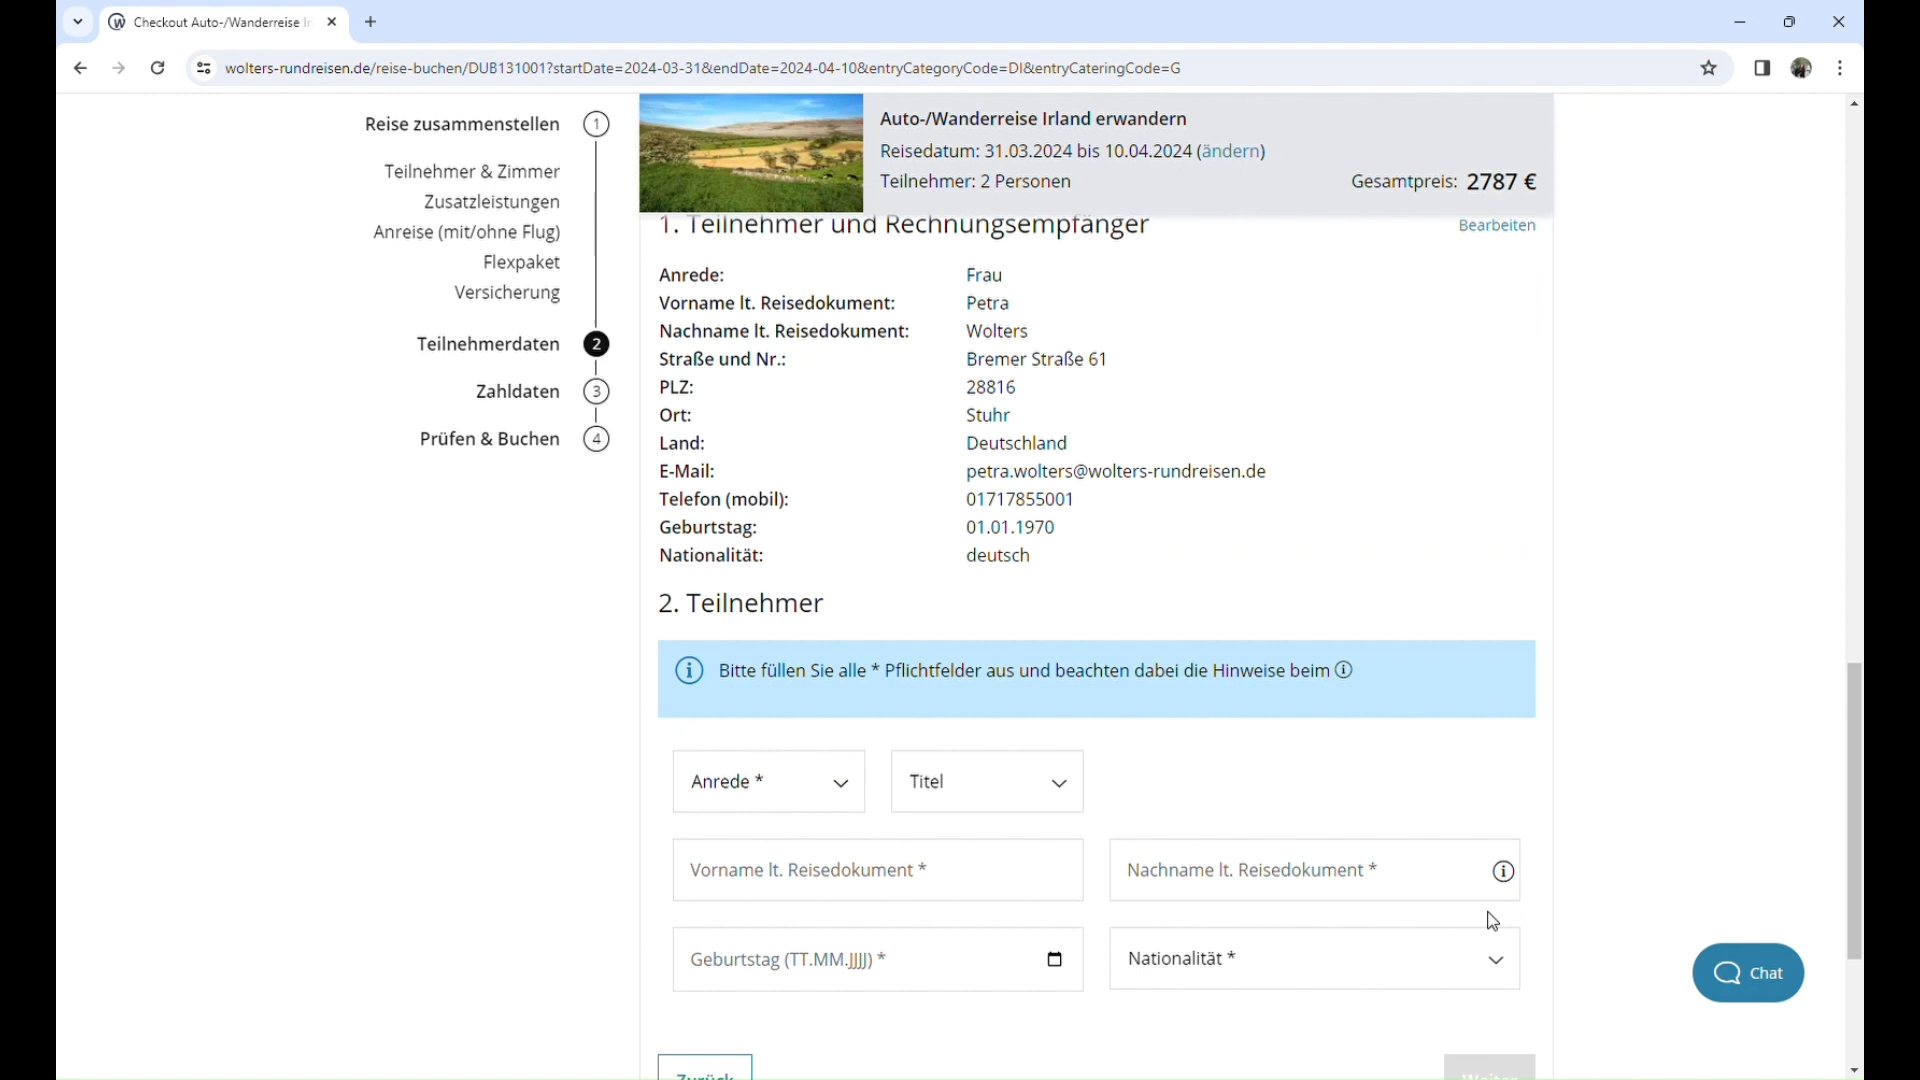 Checkout Auto-/Wanderreise Ir
wolters-rundreisen.de/reise-buchen/DUB131001?startDate=2024-03-31&endDate=2024-04-10&entryCategoryCode=DI&entryCateringCode=G
Reise zusammenstellen 1
Teilnehmer & Zimmer
Zusatzleistungen
Anreise (mit/ohne Flug)
Flexpaket
Versicherung
Teilnehmerdaten 2
Zahldaten 3
Prüfen & Buchen 4
Auto-/Wanderreise Irland erwandern
Reisedatum: 31.03.2024 bis 10.04.2024 (ändern)
Teilnehmer: 2 Personen
Gesamtpreis: 2787 €
1. Teilnehmer und Rechnungsempfänger
Bearbeiten
Anrede: Frau
Vorname lt. Reisedokument: Petra
Nachname lt. Reisedokument: Wolters
Straße und Nr.: Bremer Straße 61
PLZ: 28816
Ort: Stuhr
Land: Deutschland
E-Mail: petra.wolters@wolters-rundreisen.de
Telefon (mobil): 01717855001
Geburtstag: 01.01.1970
Nationalität: deutsch
2. Teilnehmer
Bitte füllen Sie alle * Pflichtfelder aus und beachten dabei die Hinweise beim ⓘ
Anrede * Titel
Vorname lt. Reisedokument * Nachname lt. Reisedokument *
Geburtstag (TT.MM.JJJJ) * Nationalität *
Chat
Zurück Weiter